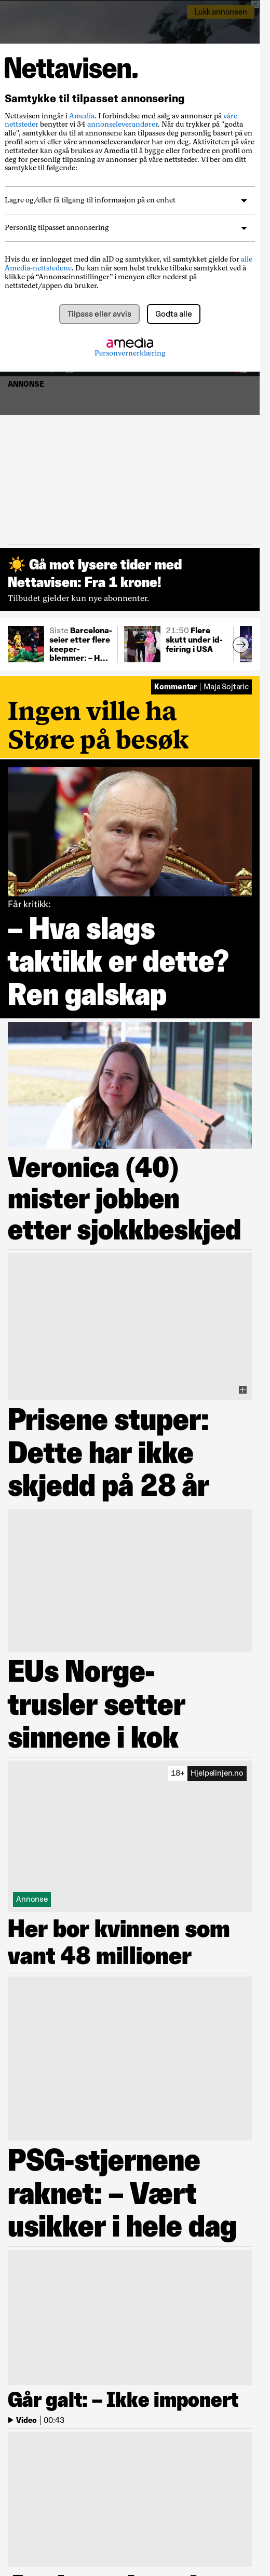 Lukk annonsen
Nettavisen.
Samtykke til tilpasset annonsering
Nettavisen inngår i Amedia. I forbindelse med salg av annonser på våre
nettsteder benytter vi 34 annonseleverandører. Når du trykker på "godta
alle", samtykker du til at annonsene du ser kan tilpasses deg personlig basert på en
profil som vi eller våre annonseleverandører har om deg. Aktiviteten på våre
nettsteder kan også brukes av Amedia til å bygge eller forbedre en profil om
deg for personlig tilpasning av annonser på våre nettsteder. Vi ber om ditt
samtykke til følgende:
Lagre og/eller få tilgang til informasjon på en enhet
Personlig tilpasset annonsering
Hvis du er innlogget med din aID og samtykker, vil samtykket gjelde for alle
Amedia-nettstedene. Du kan når som helst trekke tilbake samtykket ved å
klikke på "Annonseinnstillinger" i menyen eller nederst på
nettstedet/appen du bruker.
Tilpass eller avvis
Godta alle
amedia
Personvernerklæring
ANNONSE
☀️ Gå mot lysere tider med
Nettavisen: Fra 1 krone!
Tilbudet gjelder kun nye abonnenter.
Siste Barcelona-
seier etter flere
keeper-
blemmer: – H...
21:50 Flere
skutt under id-
feiring i USA
Kommentar | Maja Sojtaric
Ingen ville ha
Støre på besøk
Får kritikk:
– Hva slags
taktikk er dette?
Ren galskap
Veronica (40)
mister jobben
etter sjokkbeskjed
Prisene stuper:
Dette har ikke
skjedd på 28 år
EUs Norge-
trusler setter
sinnene i kok
18+ Hjelpelinjen.no
Annonse
Her bor kvinnen som
vant 48 millioner
PSG-stjernene
raknet: – Vært
usikker i hele dag
Går galt: – Ikke imponert
Video | 00:43